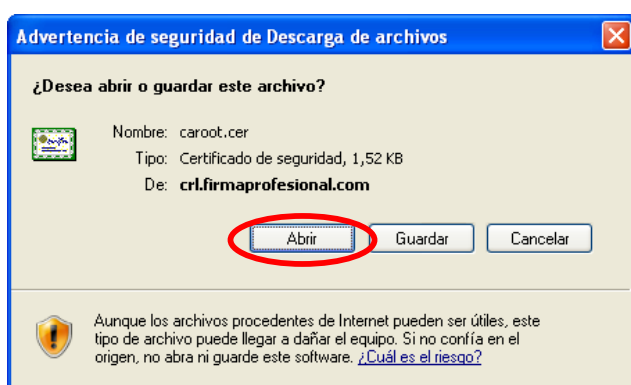 Advertencia de seguridad de Descarga de archivos
¿Desea abrir o guardar este archivo?
Nombre: caroot.cer
Tipo: Certificado de seguridad, 1,52 KB
De: crl.firmaprofesional.com
Abrir Guardar Cancelar
Aunque los archivos procedentes de Internet pueden ser útiles, este
tipo de archivo puede llegar a dañar el equipo. Si no confía en el
origen, no abra ni guarde este software. ¿Cuál es el riesgo?